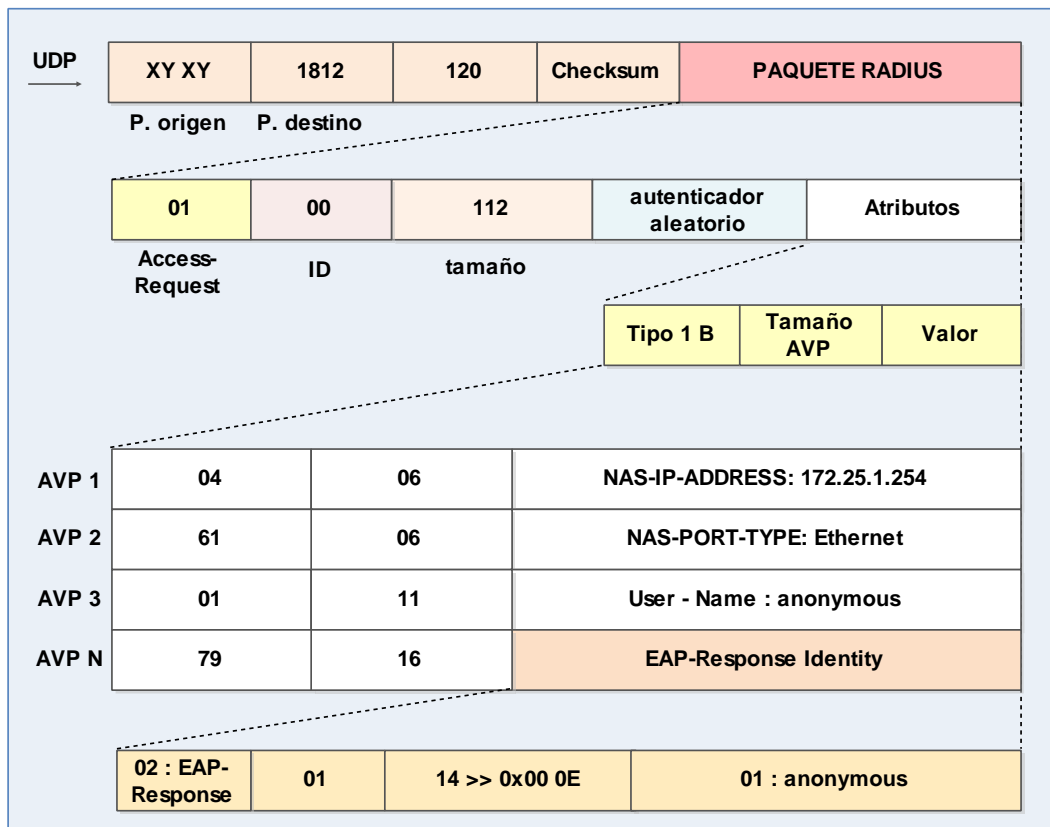 UDP
XY XY
1812
120
Checksum
PAQUETE RADIUS
P. origen
P. destino
01
00
112
autenticador
aleatorio
Atributos
Access-
Request
ID
tamaño
Tipo 1 B
Tamaño
AVP
Valor
AVP 1
04
06
NAS-IP-ADDRESS: 172.25.1.254
AVP 2
61
06
NAS-PORT-TYPE: Ethernet
AVP 3
01
11
User - Name : anonymous
AVP N
79
16
EAP-Response Identity
02 : EAP-
Response
01
14 >> 0x00 0E
01 : anonymous